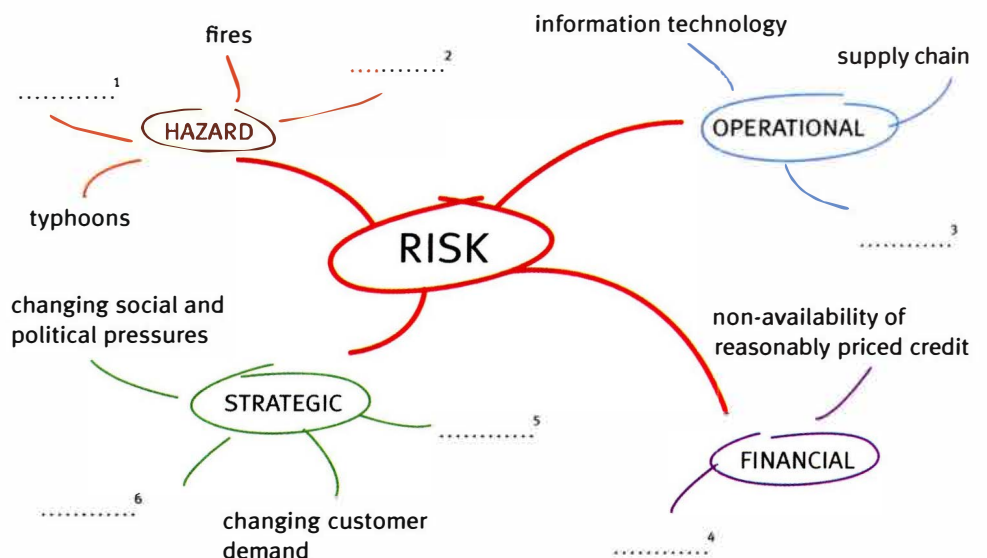 fires
............1
............2
HAZARD
typhoons
information technology
supply chain
OPERATIONAL
............3
RISK
changing social and
political pressures
STRATEGIC
............5
............6
changing customer
demand
non-availability of
reasonably priced credit
FINANCIAL
............4